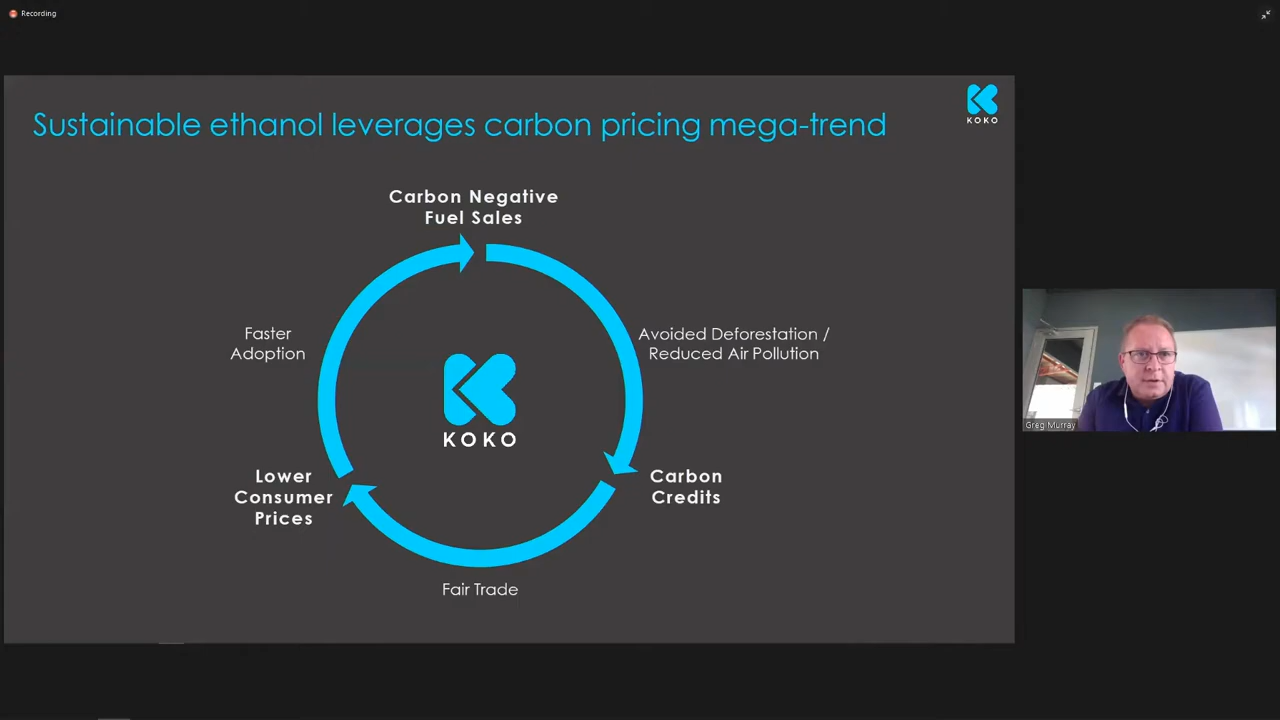 Recording
Sustainable ethanol leverages carbon pricing mega-trend
KOKO
Carbon Negative
Fuel Sales
Faster
Adoption
Avoided Deforestation /
Reduced Air Pollution
KOKO
Lower
Consumer
Prices
Carbon
Credits
Fair Trade
Greg Murray